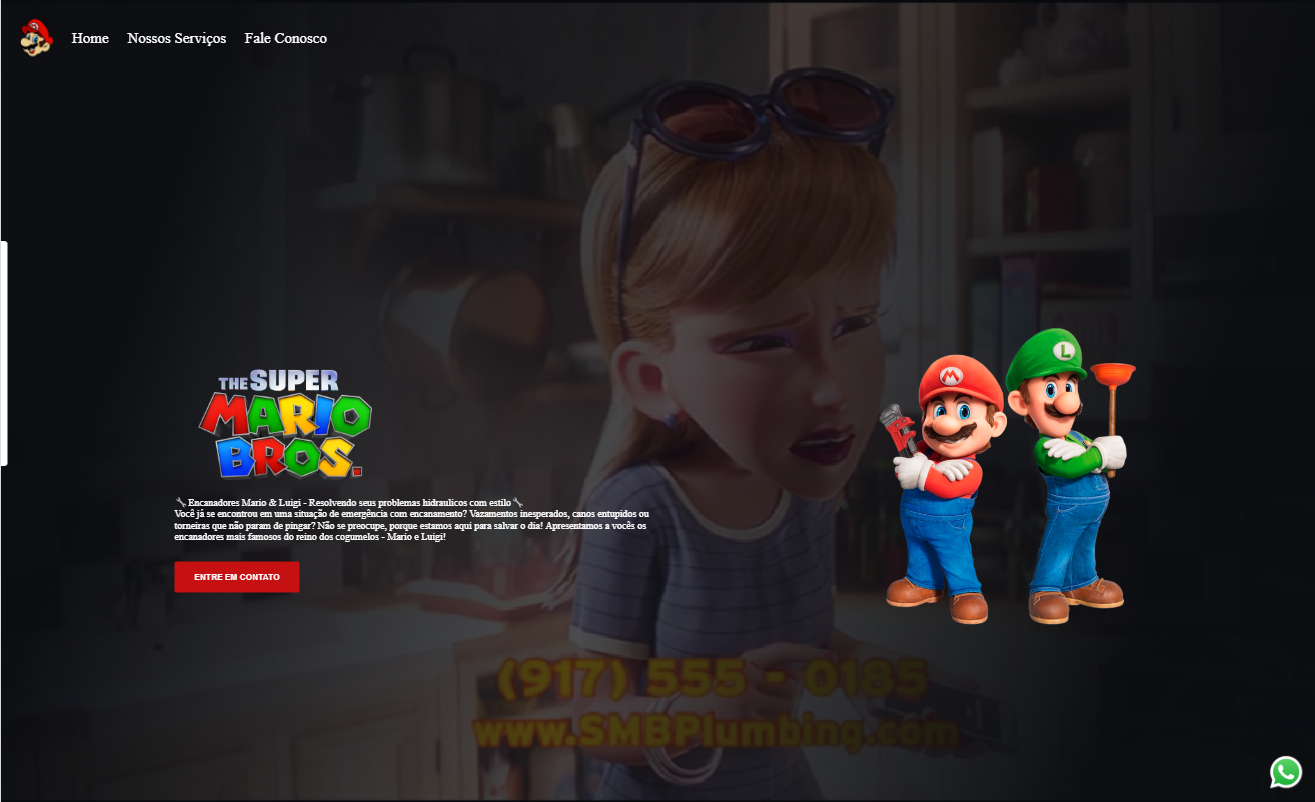 Home Nossos Serviços Fale Conosco
THE SUPER
MARIO
BROS.
M
L
🔧 Encanadores Mario & Luigi - Resolvendo seus problemas hidraulicos com estilo 🔧
Você já se encontrou em uma situação de emergência com encanamento? Vazamentos inesperados, canos entupidos ou
torneiras que não param de pingar? Não se preocupe, porque estamos aqui para salvar o dia! Apresentamos a vocês os
encanadores mais famosos do reino dos cogumelos - Mario e Luigi!
ENTRE EM CONTATO
(917) 555 - 0185
www.SMBPlumbing.com